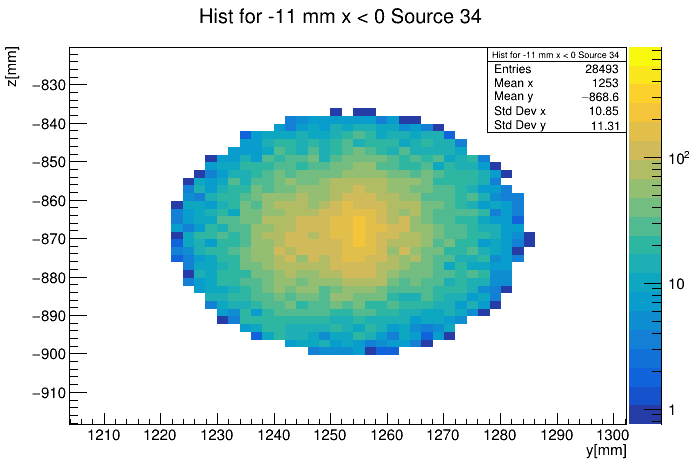 Hist for -11 mm x < 0 Source 34
z[mm]
Hist for -11 mm x < 0 Source 34
Entries 28493
Mean x 1253
Mean y −868.6
Std Dev x 10.85
Std Dev y 11.31
−830
−840
−850
−860
−870
−880
−890
−900
−910
10²
10
1
1210 1220 1230 1240 1250 1260 1270 1280 1290 1300
y[mm]